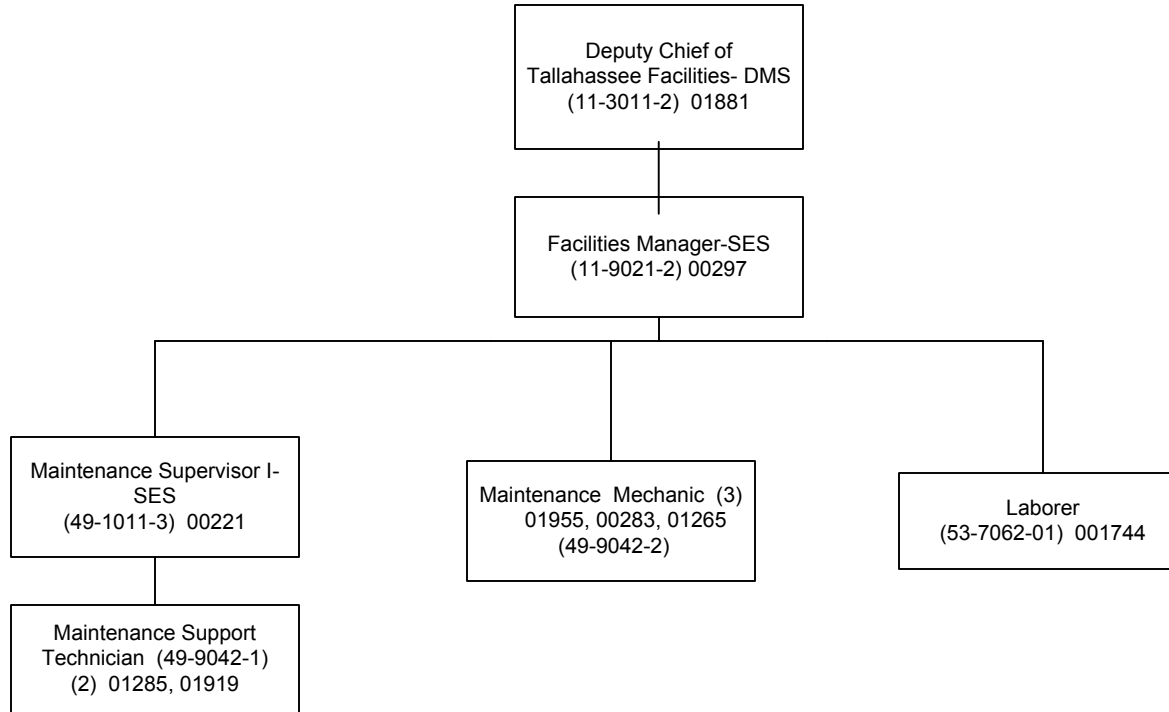 Deputy Chief of
Tallahassee Facilities- DMS
(11-3011-2) 01881
Facilities Manager-SES
(11-9021-2) 00297
Maintenance Supervisor I-
SES
(49-1011-3) 00221
Maintenance Mechanic (3)
01955, 00283, 01265
(49-9042-2)
Laborer
(53-7062-01) 001744
Maintenance Support
Technician (49-9042-1)
(2) 01285, 01919